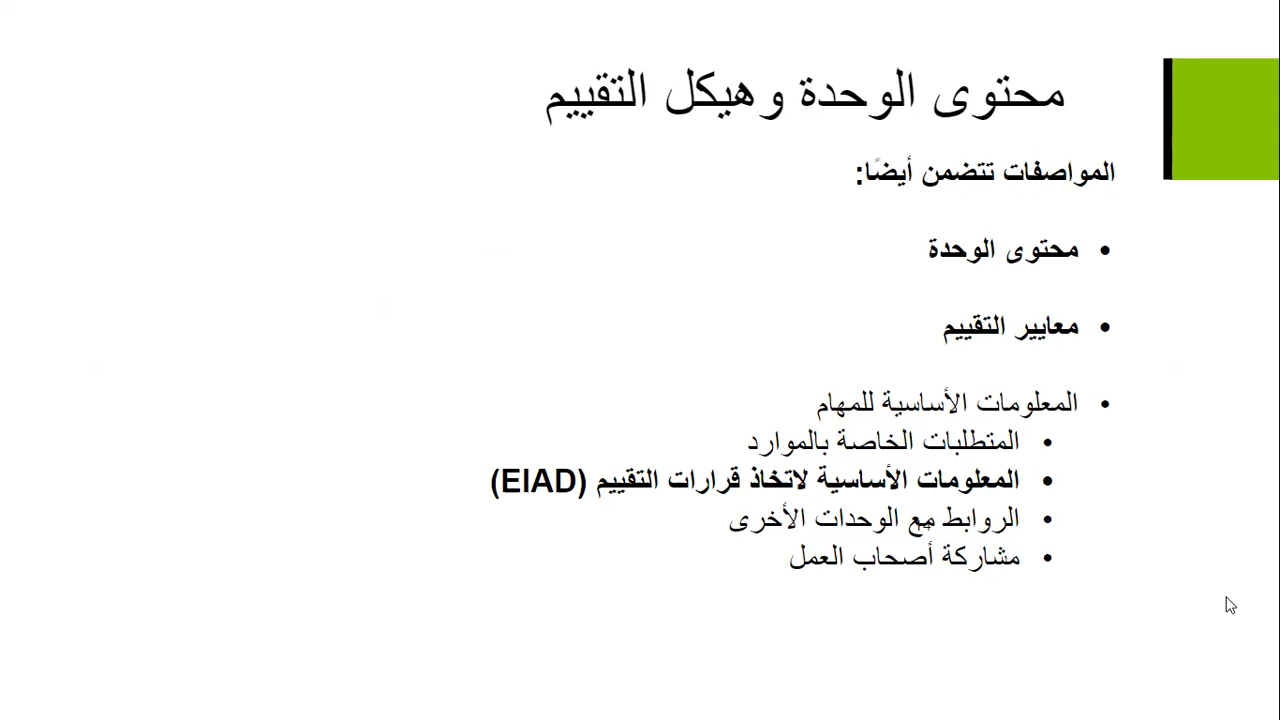 محتوى الوحدة وهيكل التقييم
المواصفات تتضمن أيضًا:
• محتوى الوحدة
• معايير التقييم
• المعلومات الأساسية للمهام
• المتطلبات الخاصة بالموارد
• المعلومات الأساسية لاتخاذ قرارات التقييم (EIAD)
• الروابط مع الوحدات الأخرى
• مشاركة أصحاب العمل